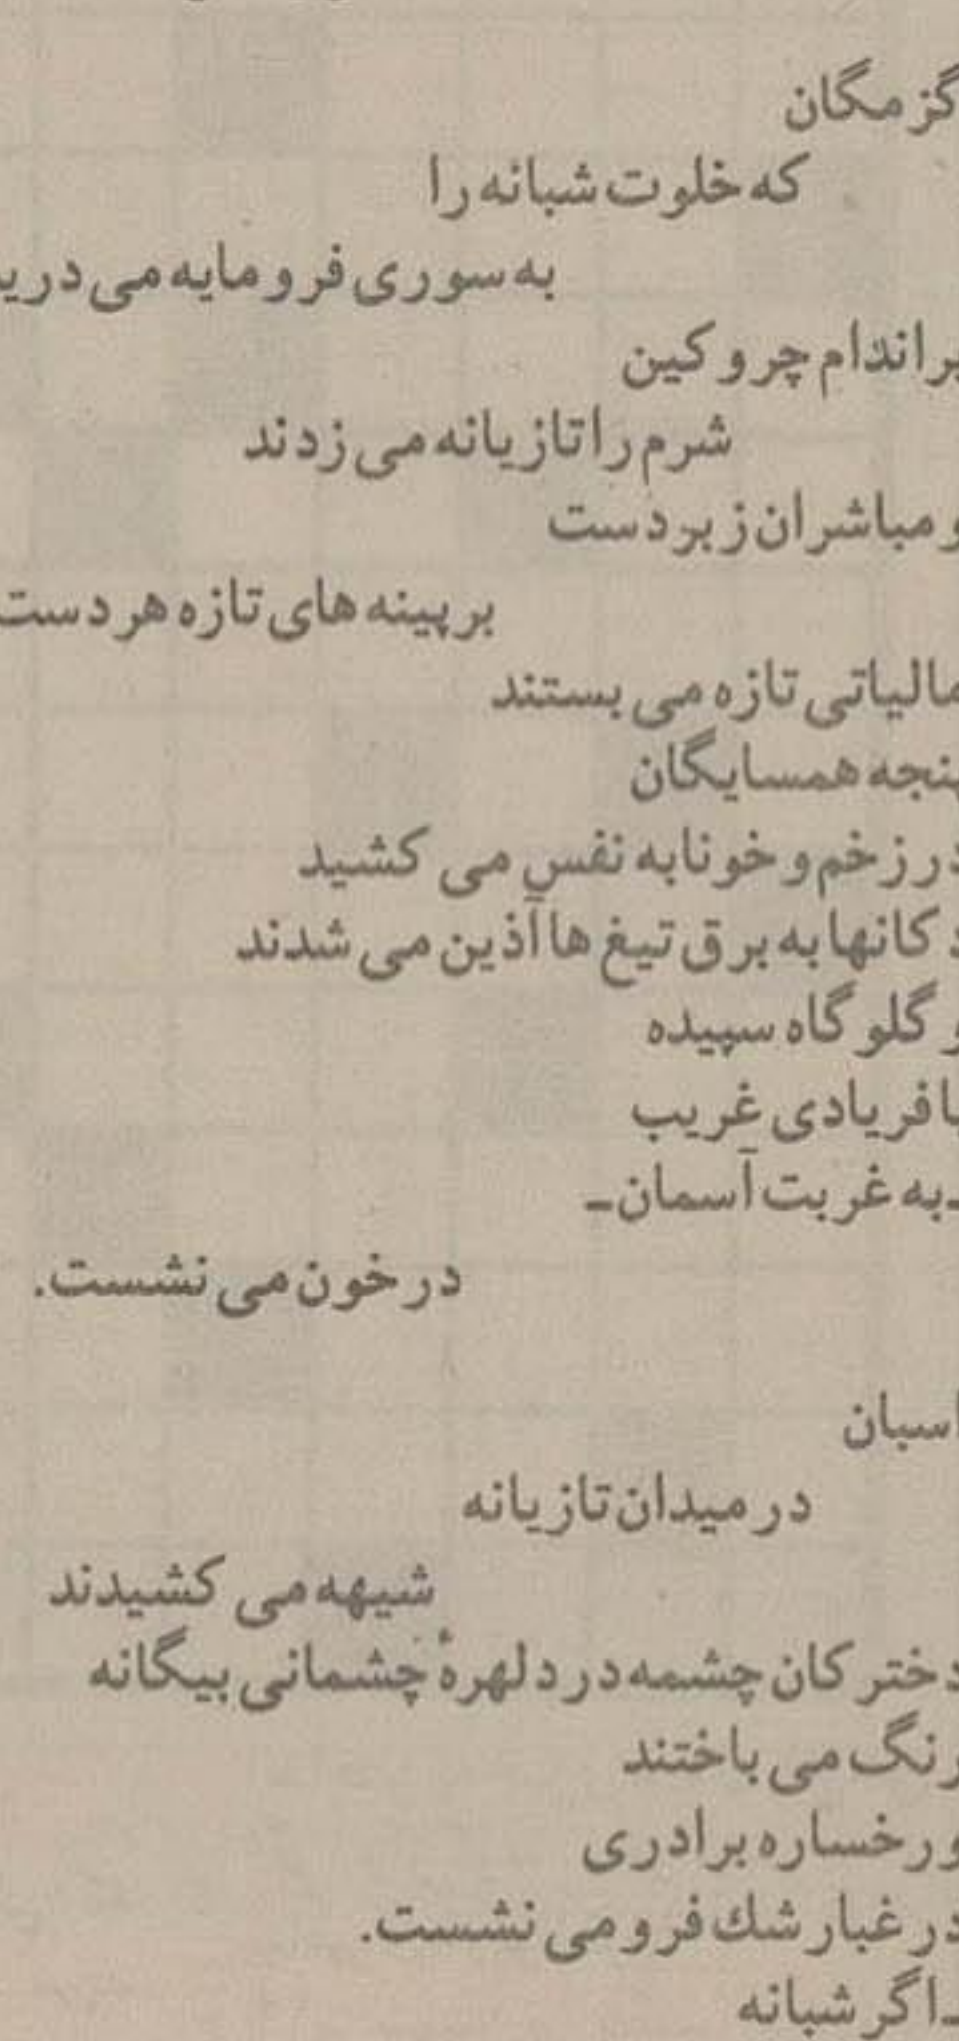 گزمگان
که خلوت شبانه را
به سوری فرومایه می‌درید
بر اندام چروکین
شرم را تازیانه می‌زدند
و مباشران زبردست
بر پینه های تازه هر دست
مالیاتی تازه می بستند
پنجه همسایگان
در زخم و خونابه نفس می کشید
دکانها به برق تیغ ها آذین می شدند
و گلوگاه سپیده
با فریادی غریب
ـ به غربت آسمان ـ
در خون می نشست.
اسبان
در میدان تازیانه
شیهه می کشیدند
دخترکان چشمه در دلهرهٔ چشمانی بیگانه
رنگ می باختند
و رخساره برادری
در غبار شك فرو می نشست.
ـ اگر شبانه